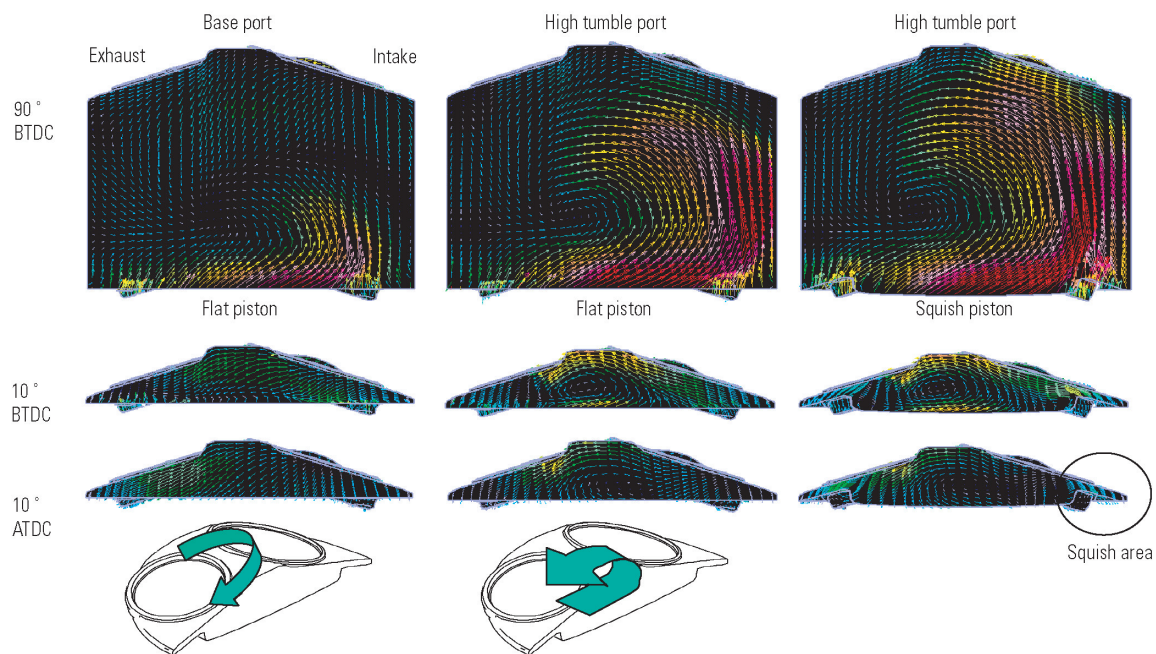 Base port
High tumble port
High tumble port
Exhaust
Intake
90°
BTDC
Flat piston
Flat piston
Squish piston
10°
BTDC
10°
ATDC
Squish area